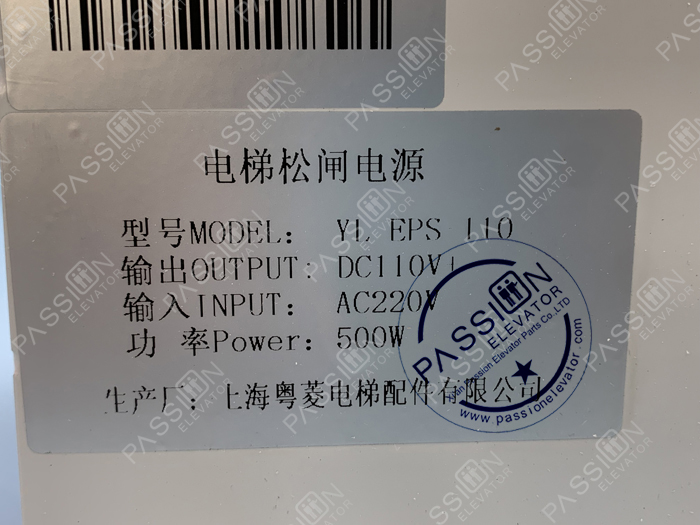 电梯松闸电源
型号MODEL: YL EPS 110
输出OUTPUT: DC110V
输入INPUT: AC220V
功 率Power: 500W
生产厂: 上海粤菱电梯配件有限公司
PASSION
ELEVATOR
Xi'an Passion Elevator Parts Co.,LTD
www.passionelevator.com